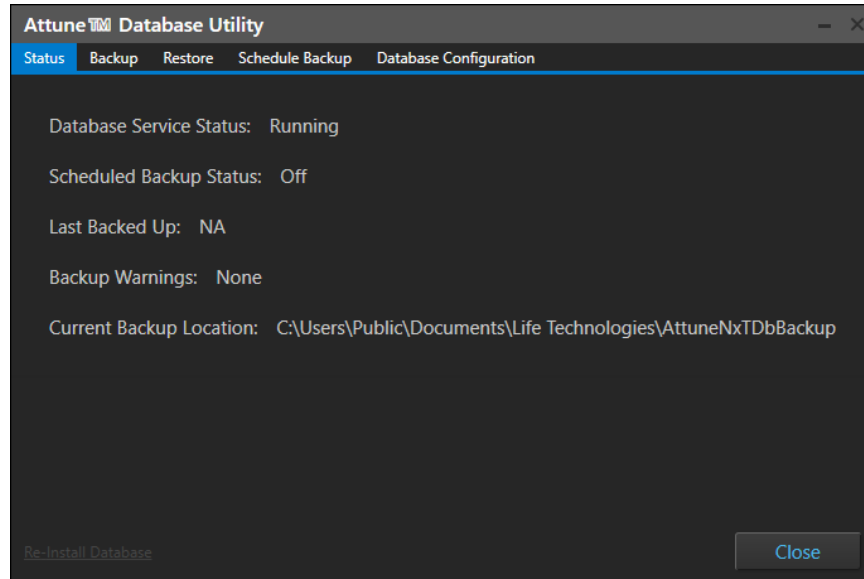 Attune™ Database Utility
Status Backup Restore Schedule Backup Database Configuration
Database Service Status: Running
Scheduled Backup Status: Off
Last Backed Up: NA
Backup Warnings: None
Current Backup Location: C:\Users\Public\Documents\Life Technologies\AttuneNxTDbBackup
Re-Install Database Close